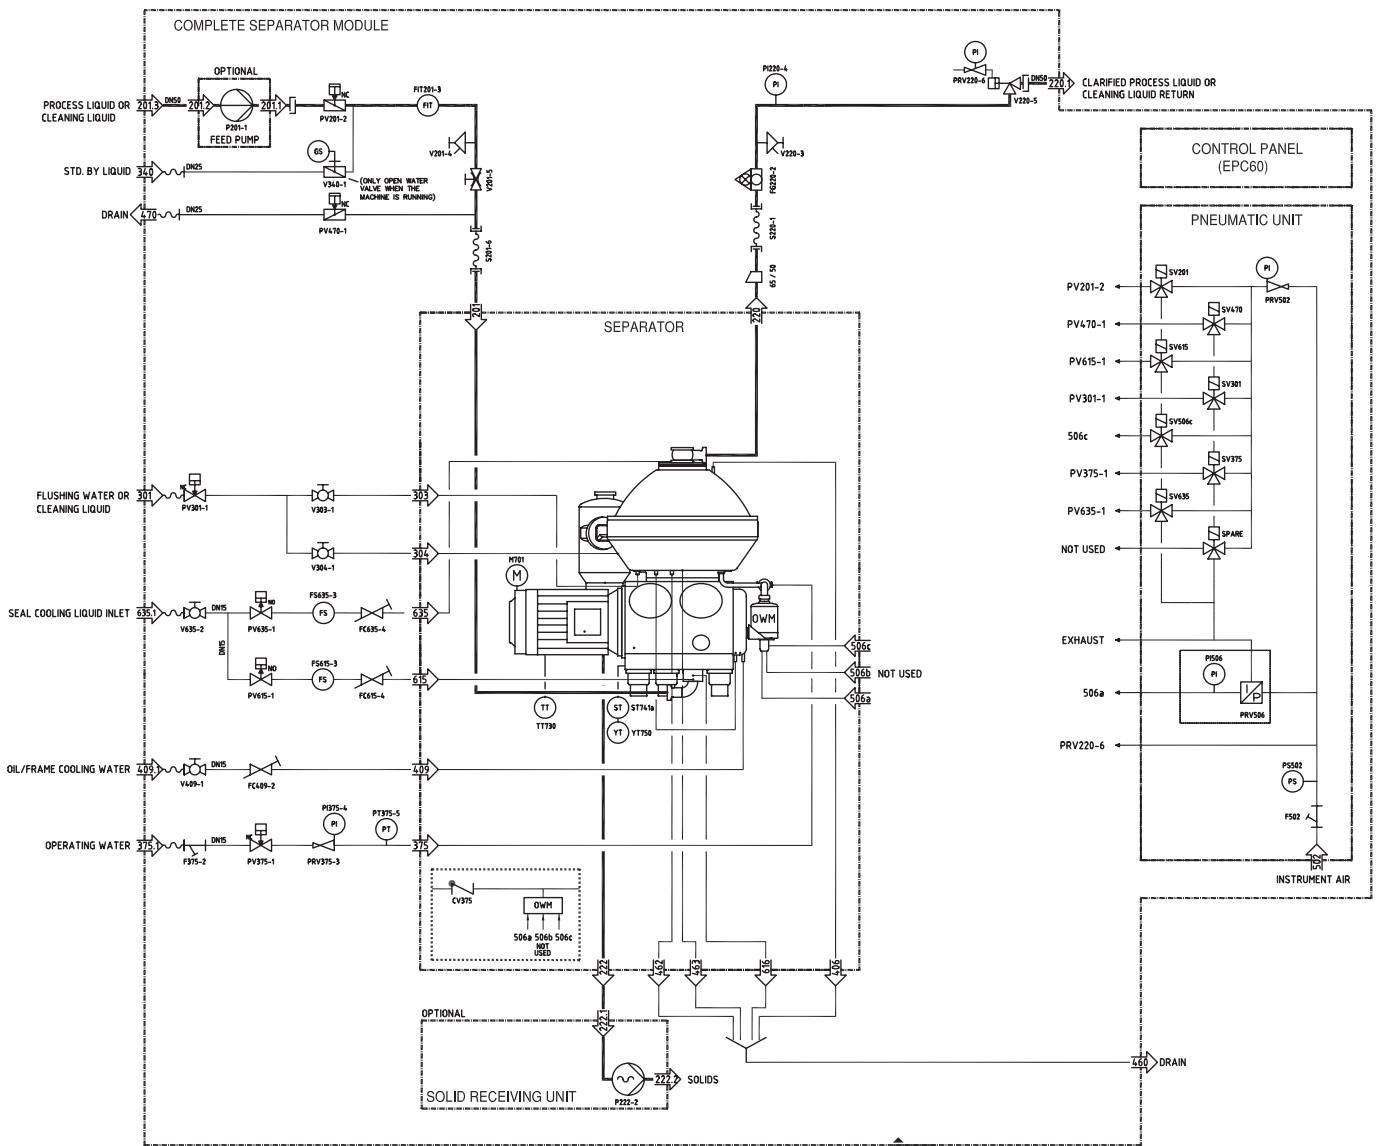 COMPLETE SEPARATOR MODULE
OPTIONAL
PROCESS LIQUID OR
CLEANING LIQUID
201.3
DN50
201.2
201.1
P201-1
FEED PUMP
NC
PV201-2
FIT201-3
FIT
V201-4
V201-5
S201-6
201
STD. BY LIQUID
340
DN25
GS
V340-1
(ONLY OPEN WATER
VALVE WHEN THE
MACHINE IS RUNNING)
DRAIN
470
DN25
NC
PV470-1
PI220-4
PI
V220-3
FG220-2
S220-1
65 / 50
220
PI
PRV220-6
V220-5
DN50
220.1
CLARIFIED PROCESS LIQUID OR
CLEANING LIQUID RETURN
CONTROL PANEL
(EPC60)
PNEUMATIC UNIT
PV201-2
SV201
PI
PRV502
PV470-1
SV470
PV615-1
SV615
PV301-1
SV301
506c
SV506c
PV375-1
SV375
PV635-1
SV635
NOT USED
SPARE
EXHAUST
506a
PI506
PI
I
P
PRV506
PRV220-6
PS502
PS
F502
502
INSTRUMENT AIR
SEPARATOR
FLUSHING WATER OR
CLEANING LIQUID
301
NC
PV301-1
V303-1
303
V304-1
304
SEAL COOLING LIQUID INLET
635.1
V635-2
DN15
NO
PV635-1
FS635-3
FS
FC635-4
635
DN15
NO
PV615-1
FS615-3
FS
FC615-4
615
OIL/FRAME COOLING WATER
409.1
V409-1
DN15
FC409-2
409
OPERATING WATER
375.1
F375-2
DN15
NC
PV375-1
PI375-4
PI
PRV375-3
PT375-5
PT
375
M701
M
OWM
506c
506b NOT USED
506a
TT
TT730
ST
ST741a
YT
YT750
CV375
OWM
506a 506b 506c
NOT
USED
222
462
463
616
406
OPTIONAL
222.1
P222-2
222.2
SOLIDS
SOLID RECEIVING UNIT
460
DRAIN